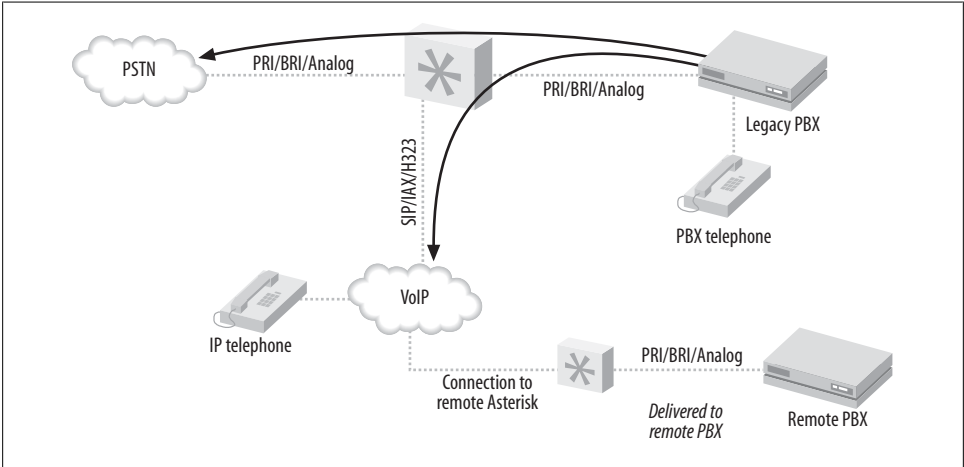 PSTN
PRI/BRI/Analog
PRI/BRI/Analog
Legacy PBX
SIP/IAX/H323
PBX telephone
VoIP
IP telephone
PRI/BRI/Analog
Connection to
remote Asterisk
Delivered to
remote PBX
Remote PBX